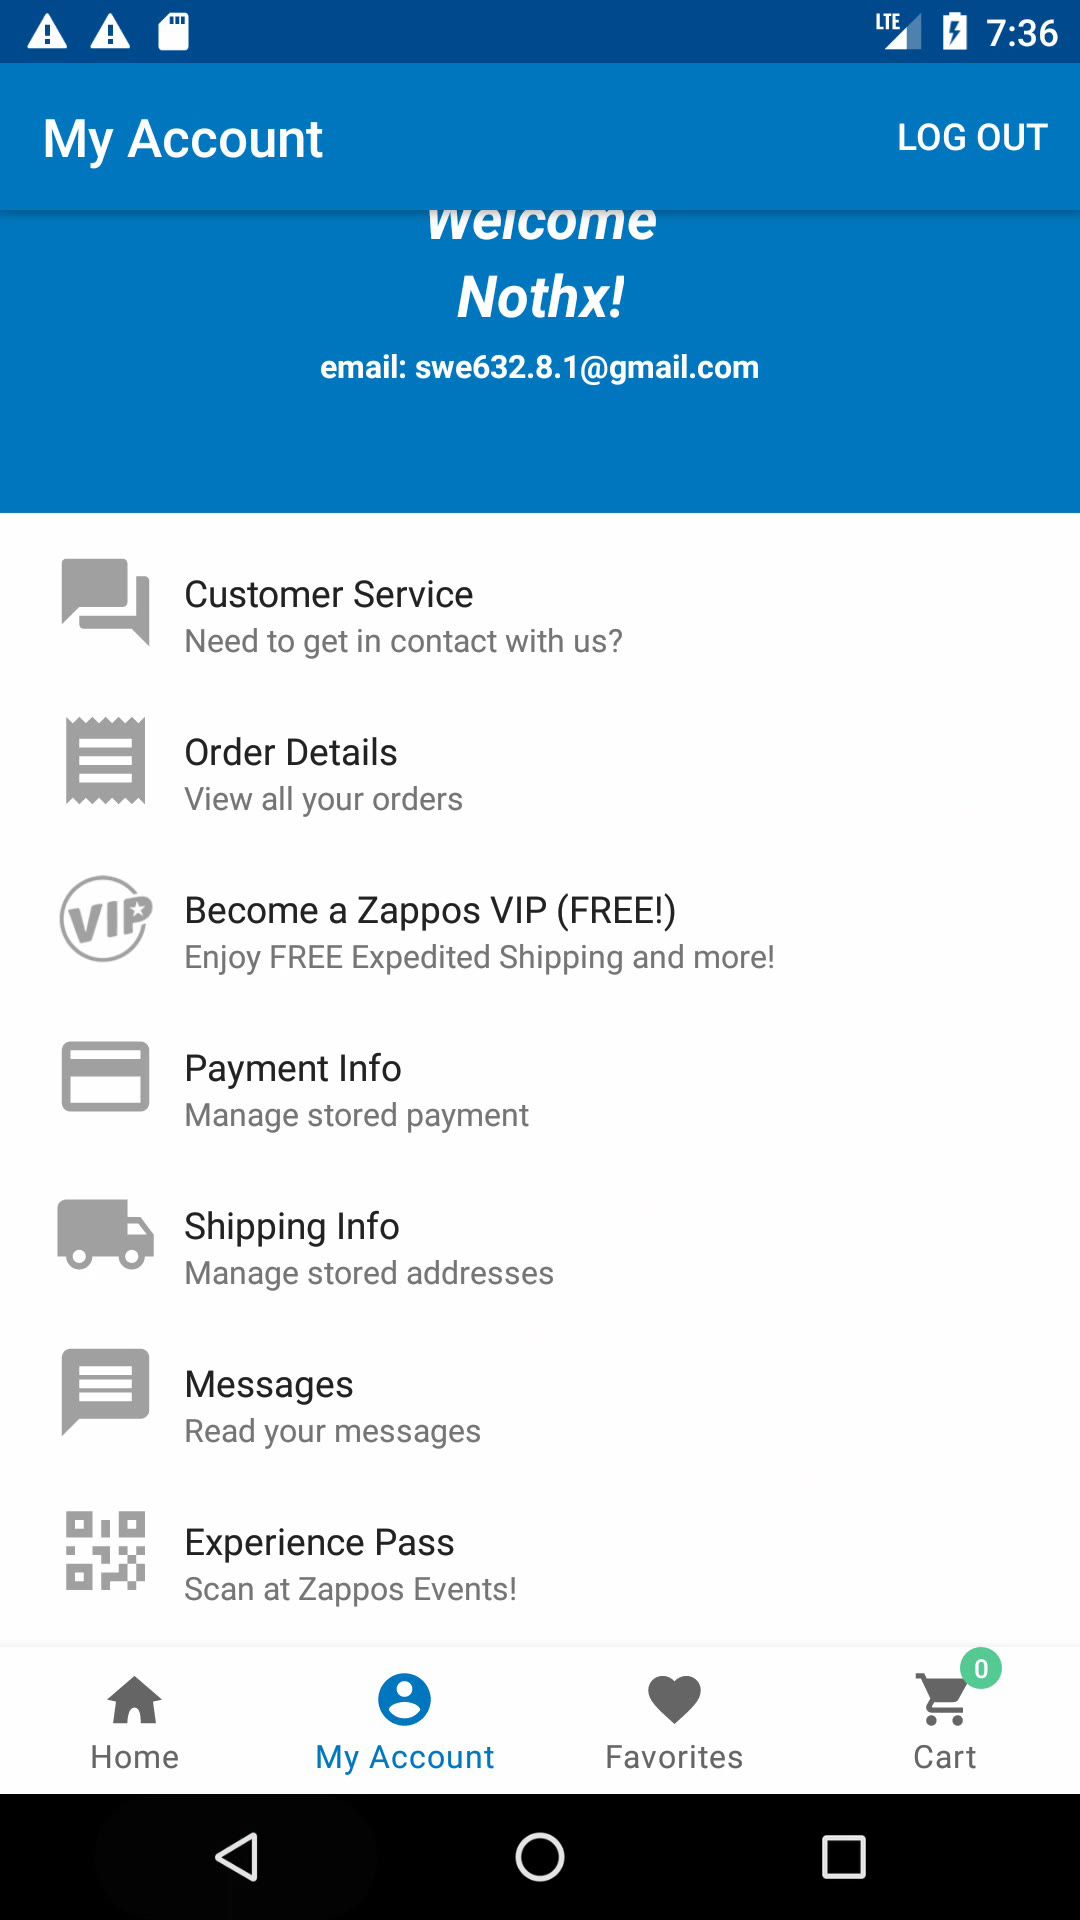 LTE 7:36
My Account LOG OUT
Welcome
Nothx!
email: swe632.8.1@gmail.com
Customer Service
Need to get in contact with us?
Order Details
View all your orders
VIP
Become a Zappos VIP (FREE!)
Enjoy FREE Expedited Shipping and more!
Payment Info
Manage stored payment
Shipping Info
Manage stored addresses
Messages
Read your messages
Experience Pass
Scan at Zappos Events!
0
Home My Account Favorites Cart